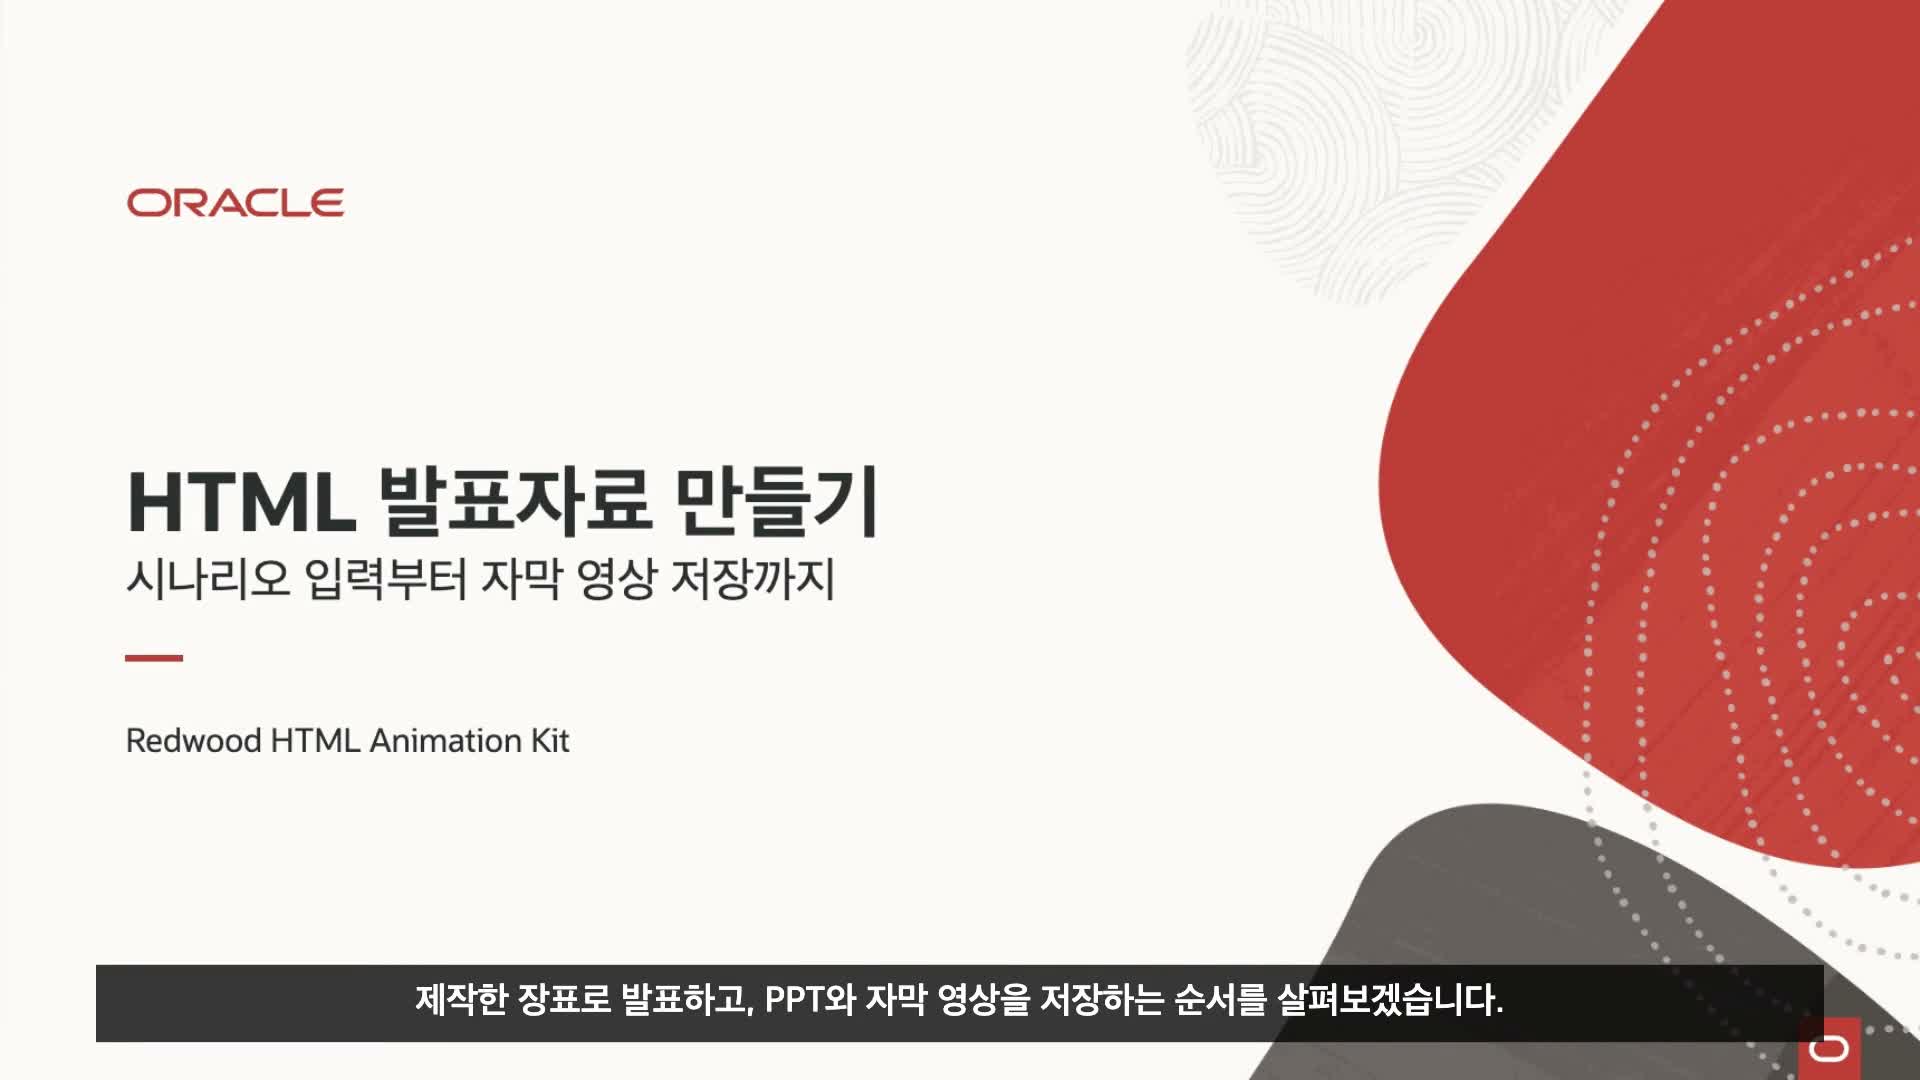 ORACLE
HTML 발표자료 만들기
시나리오 입력부터 자막 영상 저장까지
Redwood HTML Animation Kit
제작한 장표로 발표하고, PPT와 자막 영상을 저장하는 순서를 살펴보겠습니다.